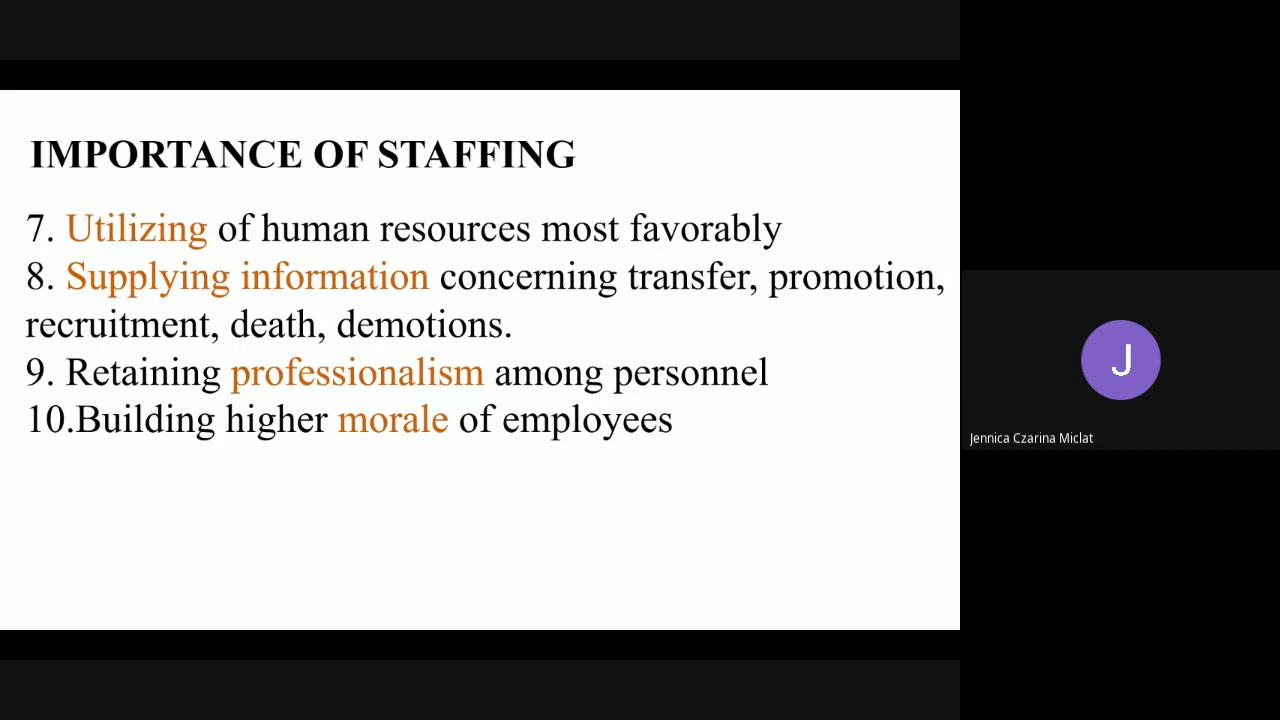 IMPORTANCE OF STAFFING
7. Utilizing of human resources most favorably
8. Supplying information concerning transfer, promotion,
recruitment, death, demotions.
9. Retaining professionalism among personnel
10.Building higher morale of employees
J
Jennica Czarina Miclat